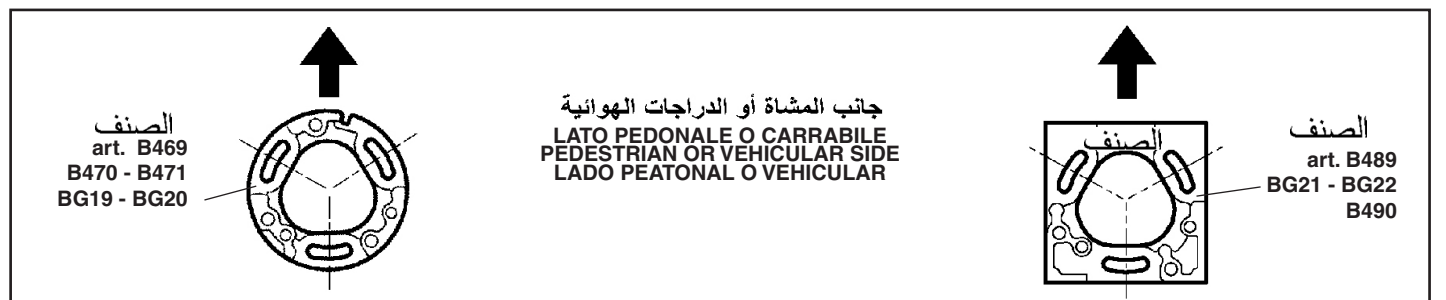 الصنف
art. B469
B470 - B471
BG19 - BG20
جانب المشاة أو الدراجات الهوائية
LATO PEDONALE O CARRABILE
PEDESTRIAN OR VEHICULAR SIDE
LADO PEATONAL O VEHICULAR
الصنف
الصنف
art. B489
BG21 - BG22
B490